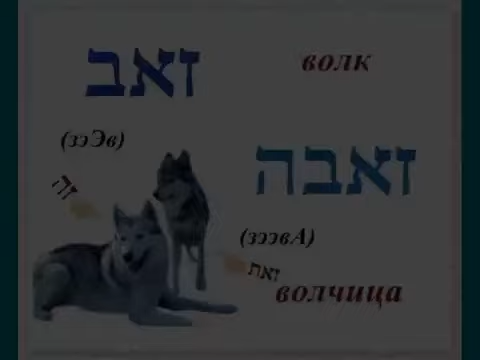 זאב
волк
(зэЭв)
זאבה
זה
(зээвА)
זאת
волчица